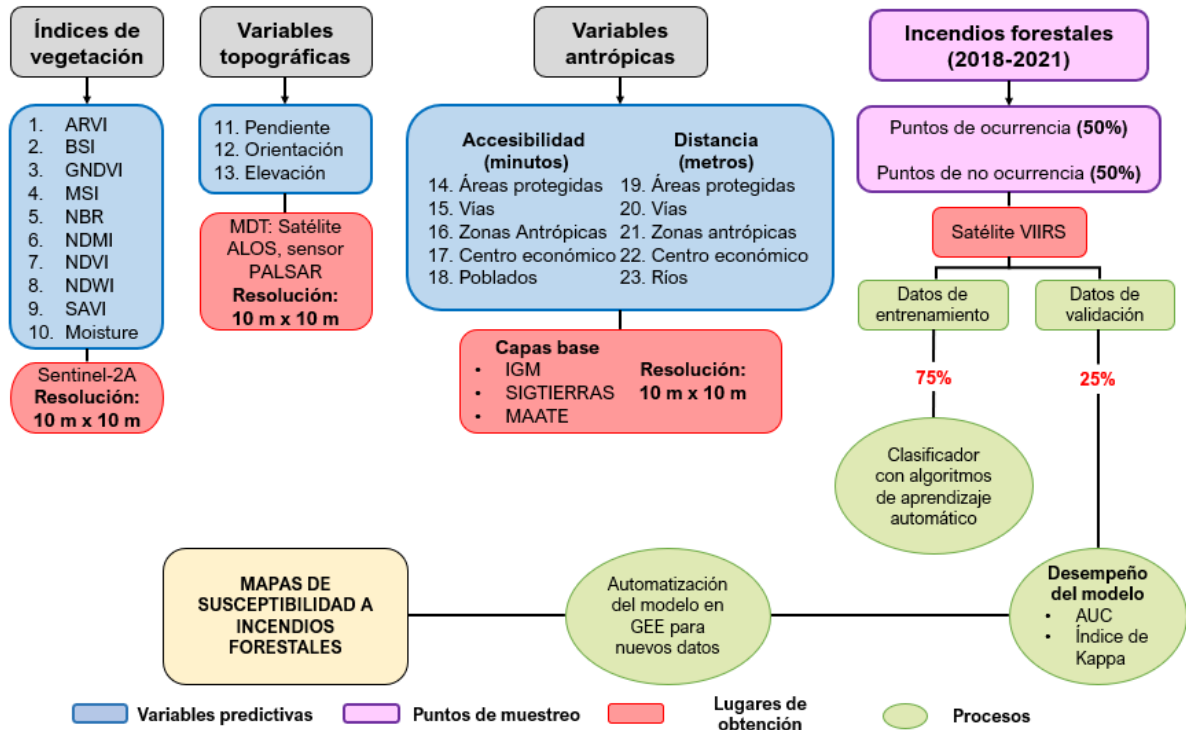 Índices de
vegetación
1. ARVI
2. BSI
3. GNDVI
4. MSI
5. NBR
6. NDMI
7. NDVI
8. NDWI
9. SAVI
10. Moisture
Sentinel-2A
Resolución:
10 m x 10 m
Variables
topográficas
11. Pendiente
12. Orientación
13. Elevación
MDT: Satélite
ALOS, sensor
PALSAR
Resolución:
10 m x 10 m
Variables
antrópicas
Accesibilidad
(minutos)
14. Áreas protegidas
15. Vías
16. Zonas Antrópicas
17. Centro económico
18. Poblados
Distancia
(metros)
19. Áreas protegidas
20. Vías
21. Zonas antrópicas
22. Centro económico
23. Ríos
Capas base
• IGM
• SIGTIERRAS
• MAATE
Resolución:
10 m x 10 m
Incendios forestales
(2018-2021)
Puntos de ocurrencia (50%)
Puntos de no ocurrencia (50%)
Satélite VIIRS
Datos de
entrenamiento
Datos de
validación
75%
25%
Clasificador
con algoritmos
de aprendizaje
automático
Desempeño
del modelo
• AUC
• Índice de
Kappa
Automatización
del modelo en
GEE para
nuevos datos
MAPAS DE
SUSCEPTIBILIDAD A
INCENDIOS
FORESTALES
Variables predictivas
Puntos de muestreo
Lugares de
obtención
Procesos